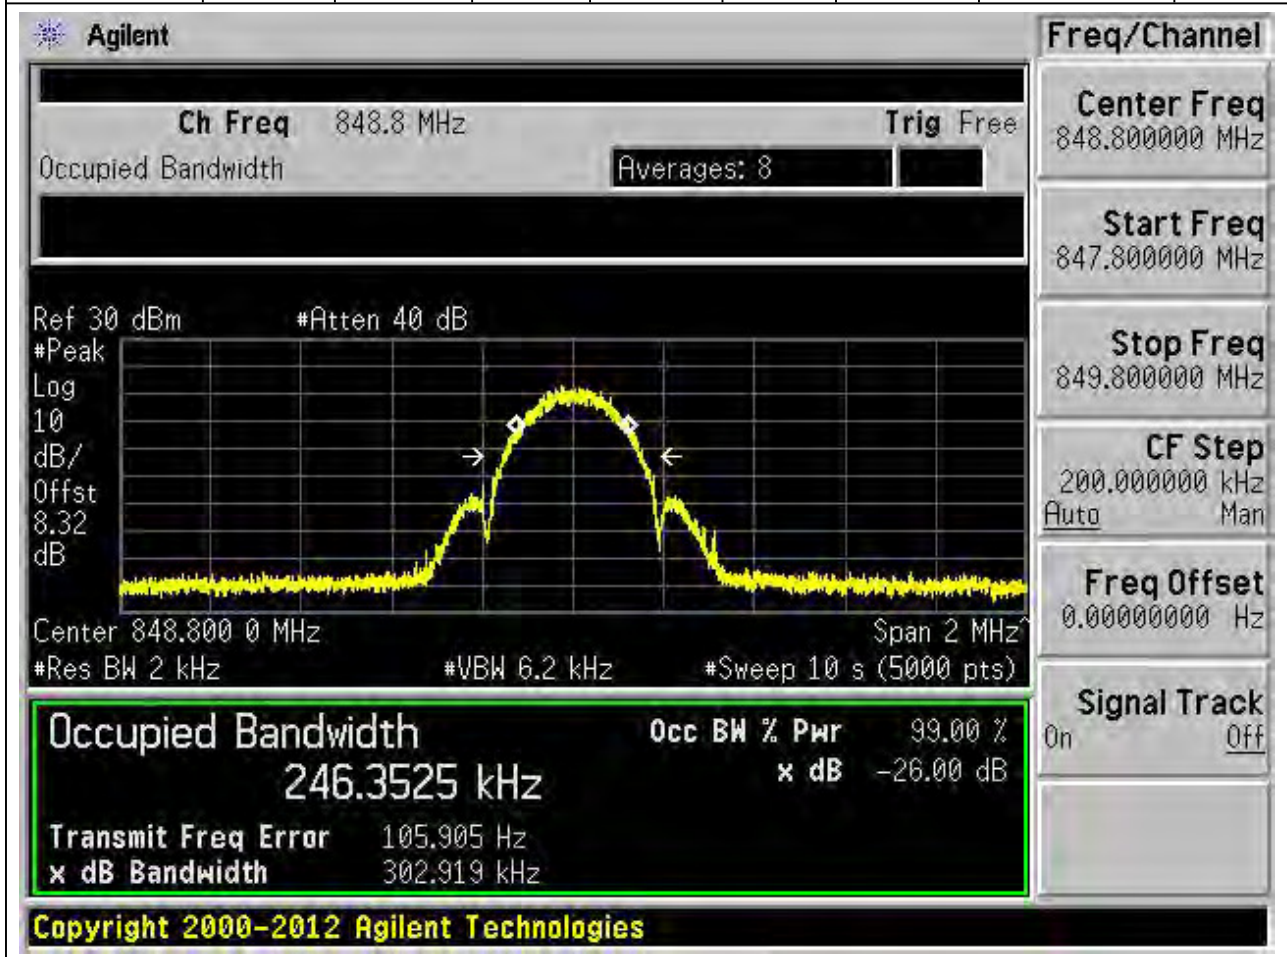 Agilent
Freq/Channel
Ch Freq 848.8 MHz Trig Free
Occupied Bandwidth Averages: 8
Center Freq
848.800000 MHz
Start Freq
847.800000 MHz
Stop Freq
849.800000 MHz
CF Step
200.000000 kHz
Auto Man
Freq Offset
0.00000000 Hz
Signal Track
On Off
Ref 30 dBm #Atten 40 dB
#Peak
Log
10
dB/
Offst
8.32
dB
Center 848.800 0 MHz Span 2 MHz^
#Res BW 2 kHz #VBW 6.2 kHz #Sweep 10 s (5000 pts)
Occupied Bandwidth
246.3525 kHz
Occ BW % Pwr 99.00 %
x dB -26.00 dB
Transmit Freq Error 105.905 Hz
x dB Bandwidth 302.919 kHz
Copyright 2000-2012 Agilent Technologies